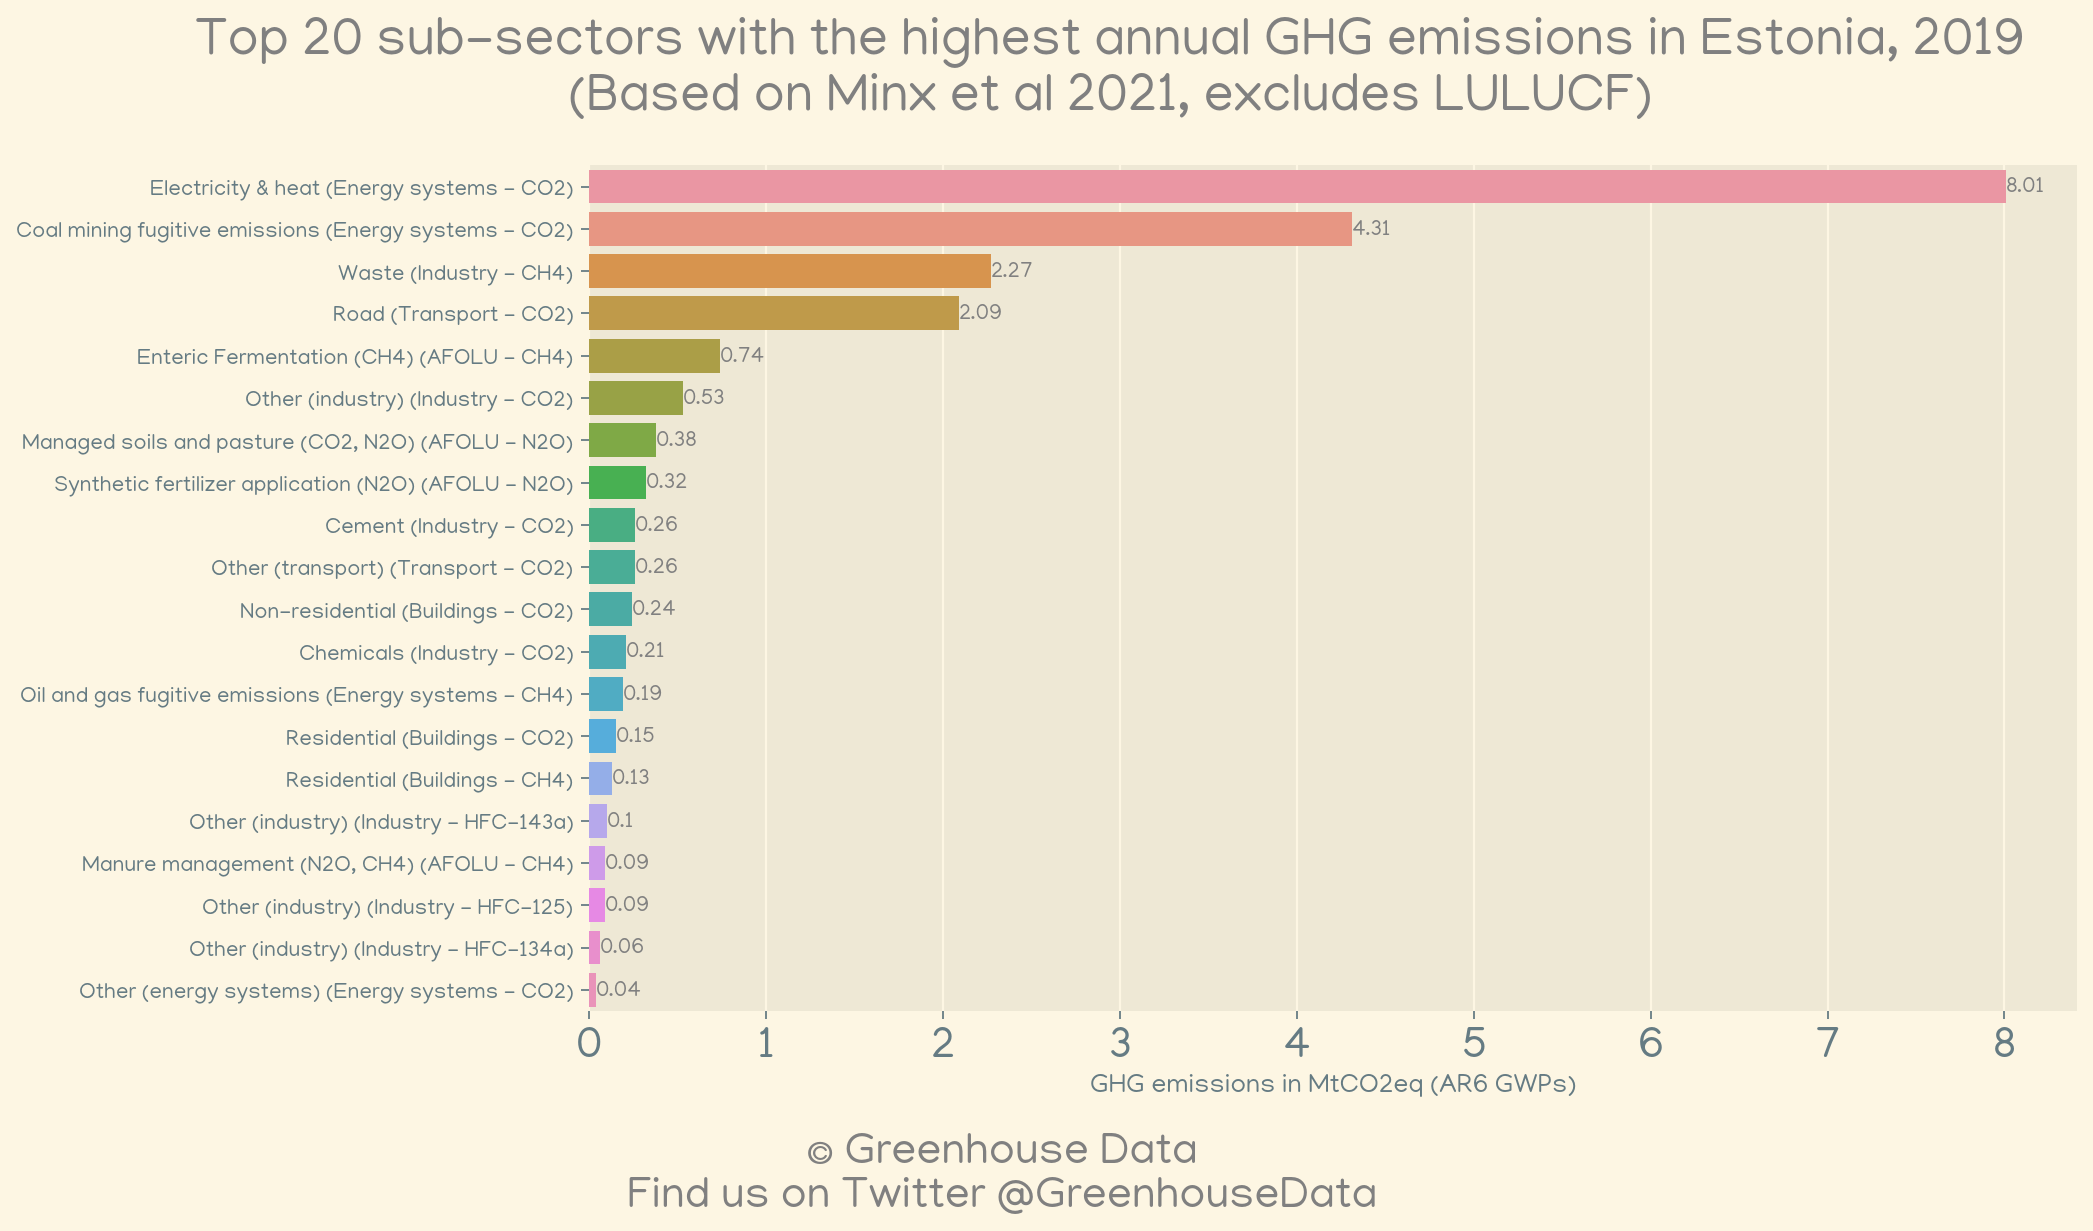 Top 20 sub-sectors with the highest annual GHG emissions in Estonia, 2019
(Based on Minx et al 2021, excludes LULUCF)
Electricity & heat (Energy systems - CO2) 8.01
Coal mining fugitive emissions (Energy systems - CO2) 4.31
Waste (Industry - CH4) 2.27
Road (Transport - CO2) 2.09
Enteric Fermentation (CH4) (AFOLU - CH4) 0.74
Other (industry) (Industry - CO2) 0.53
Managed soils and pasture (CO2, N2O) (AFOLU - N2O) 0.38
Synthetic fertilizer application (N2O) (AFOLU - N2O) 0.32
Cement (Industry - CO2) 0.26
Other (transport) (Transport - CO2) 0.26
Non-residential (Buildings - CO2) 0.24
Chemicals (Industry - CO2) 0.21
Oil and gas fugitive emissions (Energy systems - CH4) 0.19
Residential (Buildings - CO2) 0.15
Residential (Buildings - CH4) 0.13
Other (industry) (Industry - HFC-143a) 0.1
Manure management (N2O, CH4) (AFOLU - CH4) 0.09
Other (industry) (Industry - HFC-125) 0.09
Other (industry) (Industry - HFC-134a) 0.06
Other (energy systems) (Energy systems - CO2) 0.04
0 1 2 3 4 5 6 7 8
GHG emissions in MtCO2eq (AR6 GWPs)
© Greenhouse Data
Find us on Twitter @GreenhouseData